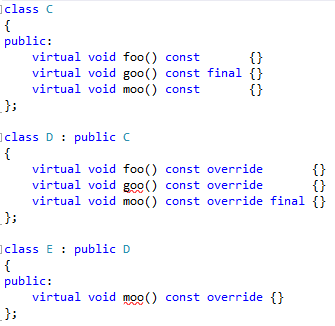 class C
{
public:
    virtual void foo() const       {}
    virtual void goo() const final {}
    virtual void moo() const       {}
};

class D : public C
{
    virtual void foo() const override       {}
    virtual void goo() const override       {}
    virtual void moo() const override final {}
};

class E : public D
{
public:
    virtual void moo() const override {}
};